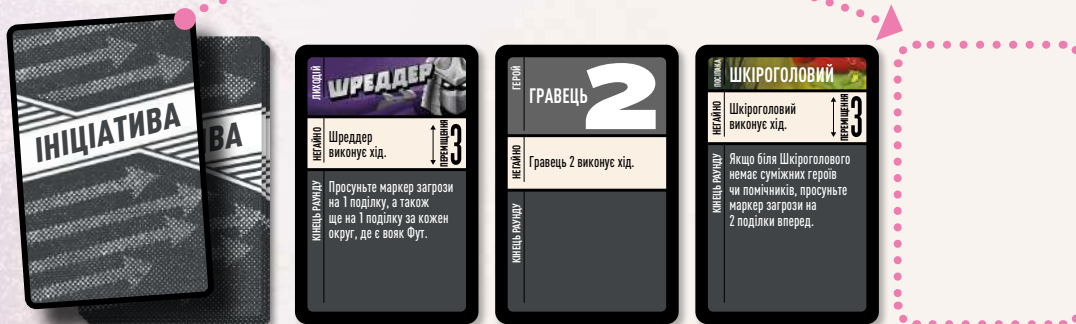 ІНІЦІАТИВА
ВА
ЛИХОДІЙ
ШРЕДДЕР
НЕГАЙНО
Шреддер
виконує хід.
ПЕРЕМІЩЕННЯ
3
КІНЕЦЬ РАУНДУ
Просуньте маркер загрози
на 1 поділку, а також
ще на 1 поділку за кожен
округ, де є вояк Фут.
ГЕРОЙ
ГРАВЕЦЬ
2
НЕГАЙНО
Гравець 2 виконує хід.
КІНЕЦЬ РАУНДУ
ПОСІПАКА
ШКІРОГОЛОВИЙ
НЕГАЙНО
Шкіроголовий
виконує хід.
ПЕРЕМІЩЕННЯ
3
КІНЕЦЬ РАУНДУ
Якщо біля Шкіроголового
немає суміжних героїв
чи помічників, просуньте
маркер загрози на
2 поділки вперед.